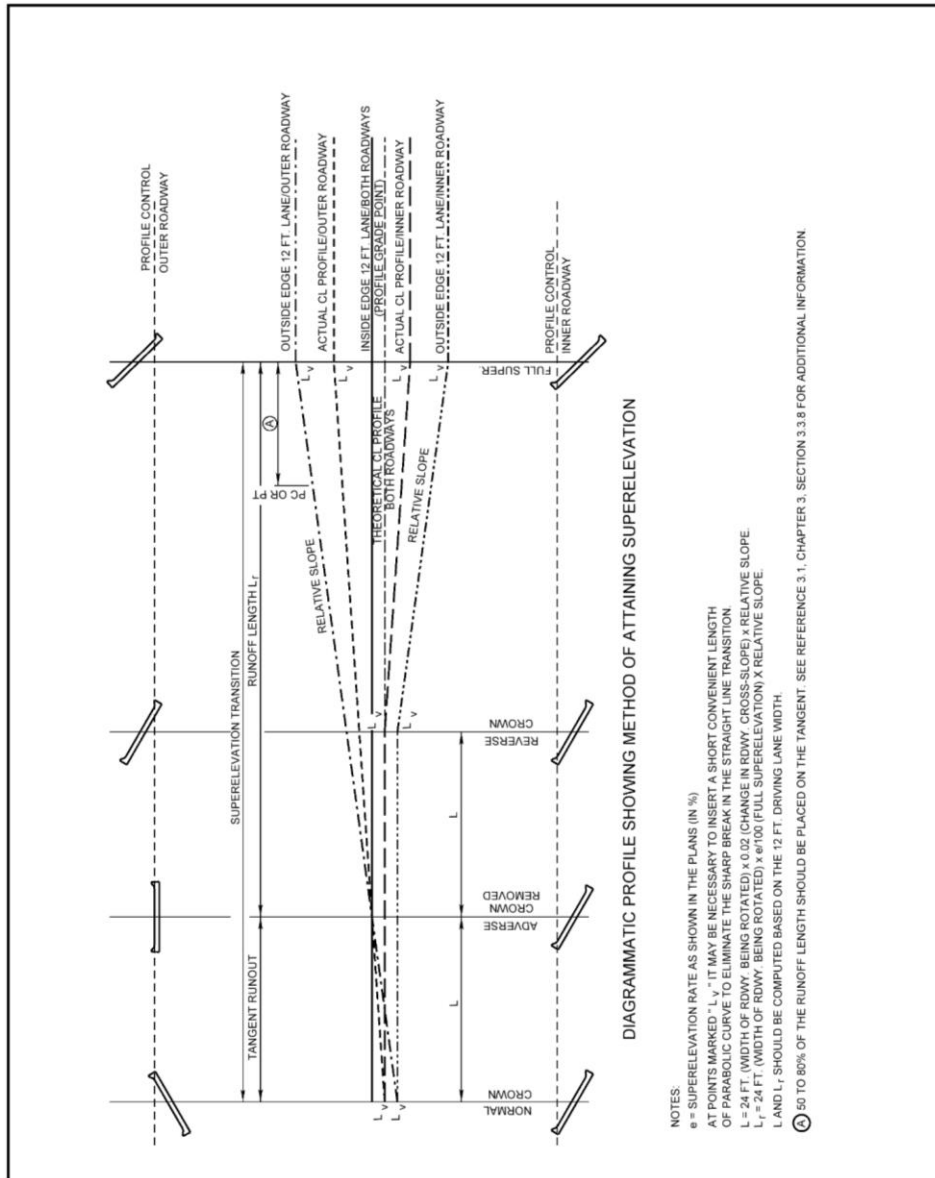 PROFILE CONTROL
OUTER ROADWAY
SUPERELEVATION TRANSITION
TANGENT RUNOUT
RUNOFF LENGTH Lr
A
PC OR PT
OUTSIDE EDGE 12 FT. LANE/OUTER ROADWAY
RELATIVE SLOPE
Lv
ACTUAL CL PROFILE/OUTER ROADWAY
Lv
INSIDE EDGE 12 FT. LANE/BOTH ROADWAYS
(PROFILE GRADE POINT)
THEORETICAL CL PROFILE
BOTH ROADWAYS
Lv
Lv
Lv
Lv
ACTUAL CL PROFILE/INNER ROADWAY
Lv
RELATIVE SLOPE
Lv
OUTSIDE EDGE 12 FT. LANE/INNER ROADWAY
L
L
NORMAL
CROWN
ADVERSE
CROWN
REMOVED
REVERSE
CROWN
FULL SUPER
PROFILE CONTROL
INNER ROADWAY
DIAGRAMMATIC PROFILE SHOWING METHOD OF ATTAINING SUPERELEVATION
NOTES:
e = SUPERELEVATION RATE AS SHOWN IN THE PLANS (IN %)
AT POINTS MARKED " Lv " IT MAY BE NECESSARY TO INSERT A SHORT CONVENIENT LENGTH
OF PARABOLIC CURVE TO ELIMINATE THE SHARP BREAK IN THE STRAIGHT LINE TRANSITION.
L = 24 FT. (WIDTH OF RDWY. BEING ROTATED) x 0.02 (CHANGE IN RDWY. CROSS-SLOPE) x RELATIVE SLOPE.
Lr = 24 FT. (WIDTH OF RDWY. BEING ROTATED) x e/100 (FULL SUPERELEVATION) X RELATIVE SLOPE.
L AND Lr SHOULD BE COMPUTED BASED ON THE 12 FT. DRIVING LANE WIDTH.
A 50 TO 80% OF THE RUNOFF LENGTH SHOULD BE PLACED ON THE TANGENT. SEE REFERENCE 3.1, CHAPTER 3, SECTION 3.3.8 FOR ADDITIONAL INFORMATION.